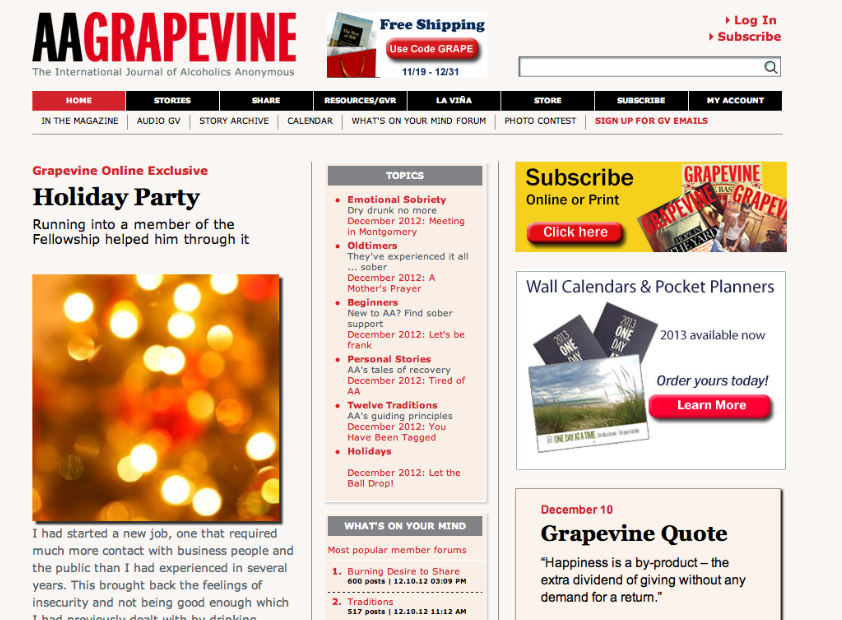 AAGRAPEVINE
The International Journal of Alcoholics Anonymous
The Best of Bill
Free Shipping
Use Code GRAPE
11/19 - 12/31
Log In
Subscribe
HOME STORIES SHARE RESOURCES/GVR LA VIÑA STORE SUBSCRIBE MY ACCOUNT
IN THE MAGAZINE AUDIO GV STORY ARCHIVE CALENDAR WHAT'S ON YOUR MIND FORUM PHOTO CONTEST SIGN UP FOR GV EMAILS
Grapevine Online Exclusive
Holiday Party
Running into a member of the
Fellowship helped him through it
I had started a new job, one that required
much more contact with business people and
the public than I had experienced in several
years. This brought back the feelings of
insecurity and not being good enough which
I had previously dealt with by drinking
TOPICS
Emotional Sobriety
Dry drunk no more
December 2012: Meeting
in Montgomery
Oldtimers
They've experienced it all
... sober
December 2012: A
Mother's Prayer
Beginners
New to AA? Find sober
support
December 2012: Let's be
frank
Personal Stories
AA's tales of recovery
December 2012: Tired of
AA
Twelve Traditions
AA's guiding principles
December 2012: You
Have Been Tagged
Holidays
December 2012: Let the
Ball Drop!
WHAT'S ON YOUR MIND
Most popular member forums
1. Burning Desire to Share
600 posts | 12.10.12 03:09 PM
2. Traditions
517 posts | 12.10.12 11:12 AM
Subscribe
Online or Print
Click here
GRAPEVINE
GRAPEVINE
GRAPEVINE
Wall Calendars & Pocket Planners
2013
ONE
DAY
2013
ONE
DAY
2013 available now
Order yours today!
Learn More
ONE DAY AT A TIME
December 10
Grapevine Quote
“Happiness is a by-product – the
extra dividend of giving without any
demand for a return.”